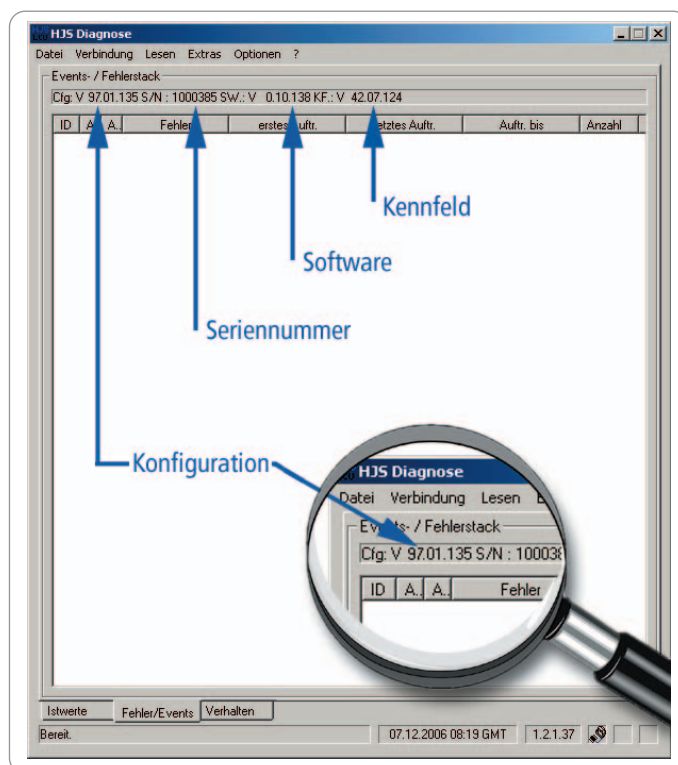 HJS Diagnose
Datei Verbindung Lesen Extras Optionen ?
Events- / Fehlerstack
Cfg: V 97.01.135 S/N : 1000385 SW.: V 0.10.138 KF.: V 42.07.124
ID A.. A.. Fehler erstes Auftr. letztes Auftr. Auftr. bis Anzahl
Kennfeld
Software
Seriennummer
Konfiguration
HJS Diagnose
Datei Verbindung Lesen
Events- / Fehlerstack
Cfg: V 97.01.135 S/N : 100038
ID A.. A.. Fehler
Istwerte Fehler/Events Verhalten
Bereit. 07.12.2006 08:19 GMT 1.2.1.37